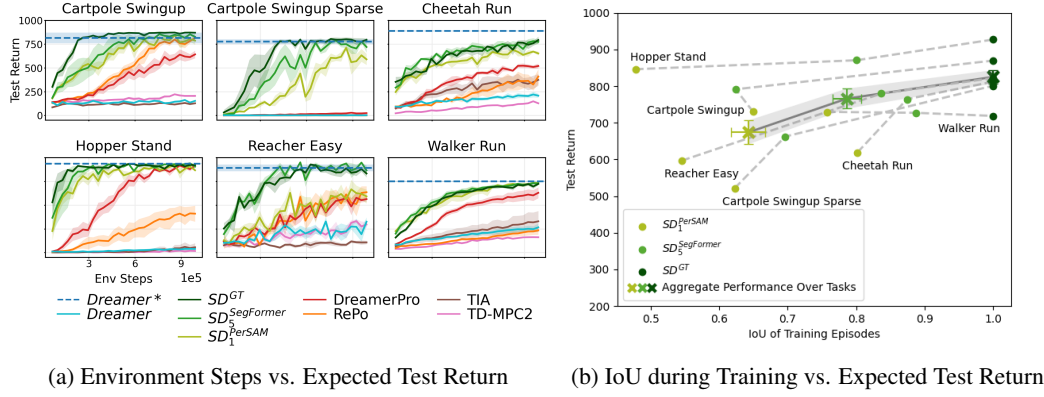 Cartpole Swingup
Cartpole Swingup Sparse
Cheetah Run
Test Return
1000
750
500
250
0
Hopper Stand
Reacher Easy
Walker Run
3 6 9
Env Steps
1e5
Dreamer*
Dreamer
SD^GT
SD_5^SegFormer
SD_1^PerSAM
DreamerPro
RePo
TIA
TD-MPC2
(a) Environment Steps vs. Expected Test Return
Test Return
1000
900
800
700
600
500
400
300
200
Hopper Stand
Cartpole Swingup
Reacher Easy
Cartpole Swingup Sparse
Cheetah Run
Walker Run
SD_1^PerSAM
SD_5^SegFormer
SD^GT
Aggregate Performance Over Tasks
0.5 0.6 0.7 0.8 0.9 1.0
IoU of Training Episodes
(b) IoU during Training vs. Expected Test Return